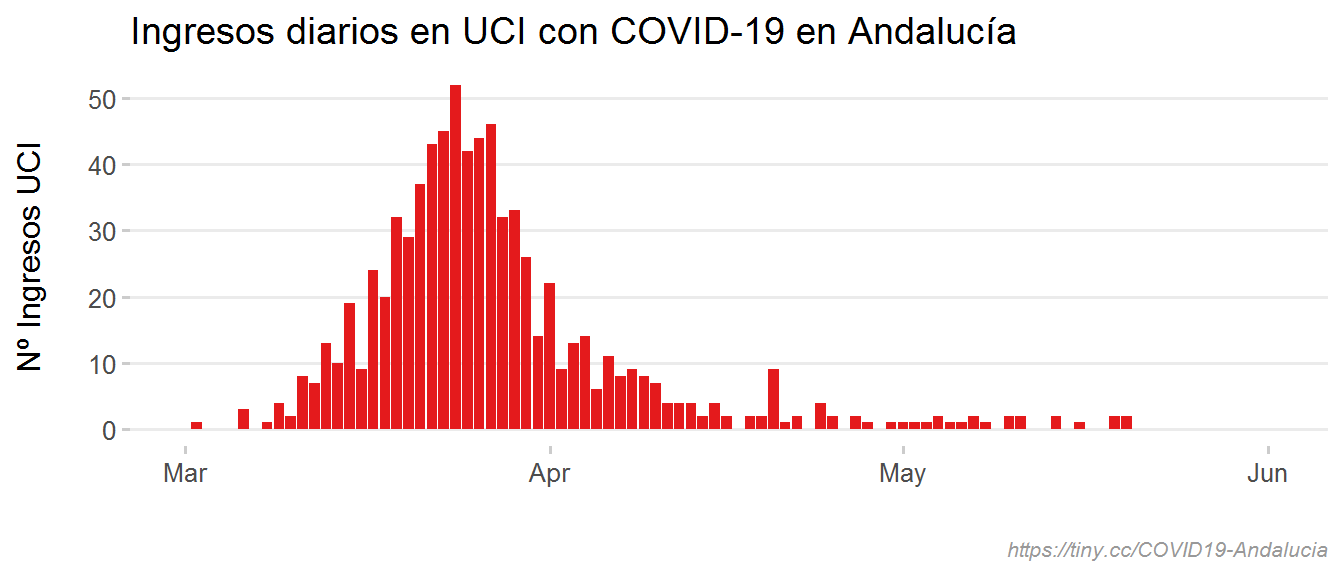 Ingresos diarios en UCI con COVID-19 en Andalucía
Nº Ingresos UCI
50
40
30
20
10
0
Mar Apr May Jun
https://tiny.cc/COVID19-Andalucia